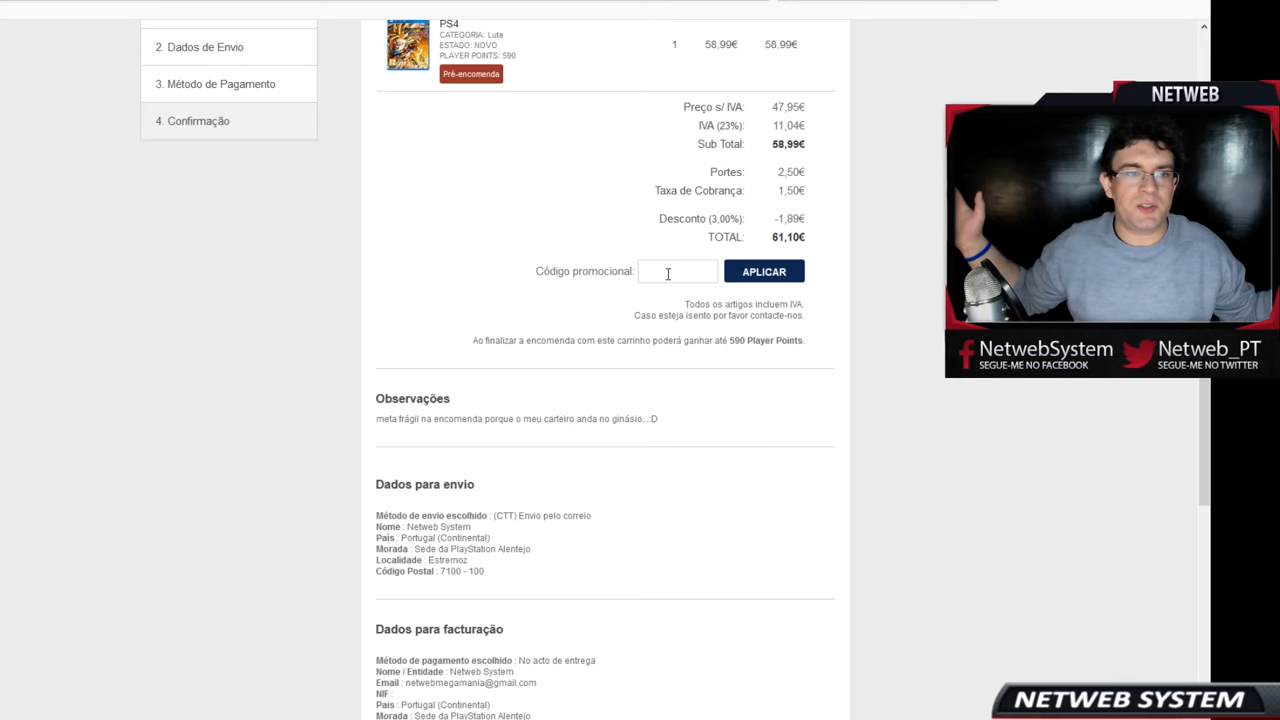 PS4
CATEGORIA: Luta
ESTADO: NOVO
PLAYER POINTS: 590
Pré-encomenda
1 58,99€ 58,99€
2. Dados de Envio
3. Método de Pagamento
4. Confirmação
Preço s/ IVA: 47,95€
IVA (23%): 11,04€
Sub Total: 58,99€
Portes: 2,50€
Taxa de Cobrança: 1,50€
Desconto (3,00%): -1,89€
TOTAL: 61,10€
Código promocional: APLICAR
Todos os artigos incluem IVA.
Caso esteja isento por favor contacte-nos.
Ao finalizar a encomenda com este carrinho poderá ganhar até 590 Player Points.
Observações
meta frágil na encomenda porque o meu carteiro anda no ginásio...:D
Dados para envio
Método de envio escolhido : (CTT) Envio pelo correio
Nome : Netweb System
País : Portugal (Continental)
Morada : Sede da PlayStation Alentejo
Localidade : Estremoz
Código Postal : 7100 - 100
Dados para facturação
Método de pagamento escolhido : No acto de entrega
Nome / Entidade : Netweb System
Email : netwebmegamania@gmail.com
NIF :
País : Portugal (Continental)
Morada : Sede da PlayStation Alentejo
NETWEB
NetwebSystem
SEGUE-ME NO FACEBOOK
Netweb_PT
SEGUE-ME NO TWITTER
NETWEB SYSTEM